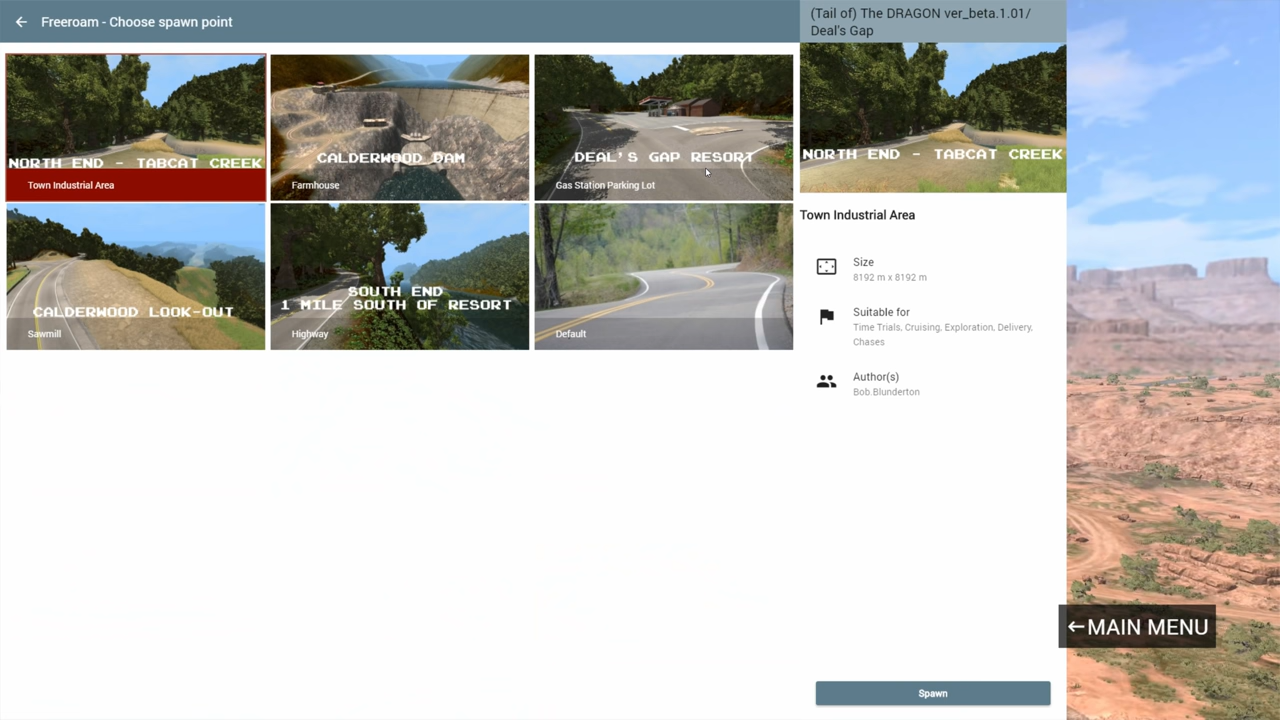 Freeroam - Choose spawn point
(Tail of) The DRAGON ver_beta.1.01/
Deal's Gap
NORTH END - TABCAT CREEK
Town Industrial Area
CALDERWOOD DAM
Farmhouse
DEAL'S GAP RESORT
Gas Station Parking Lot
CALDERWOOD LOOK-OUT
Sawmill
SOUTH END
1 MILE SOUTH OF RESORT
Highway
Default
NORTH END - TABCAT CREEK
Town Industrial Area
Size
8192 m x 8192 m
Suitable for
Time Trials, Cruising, Exploration, Delivery,
Chases
Author(s)
Bob.Blunderton
Spawn
←MAIN MENU